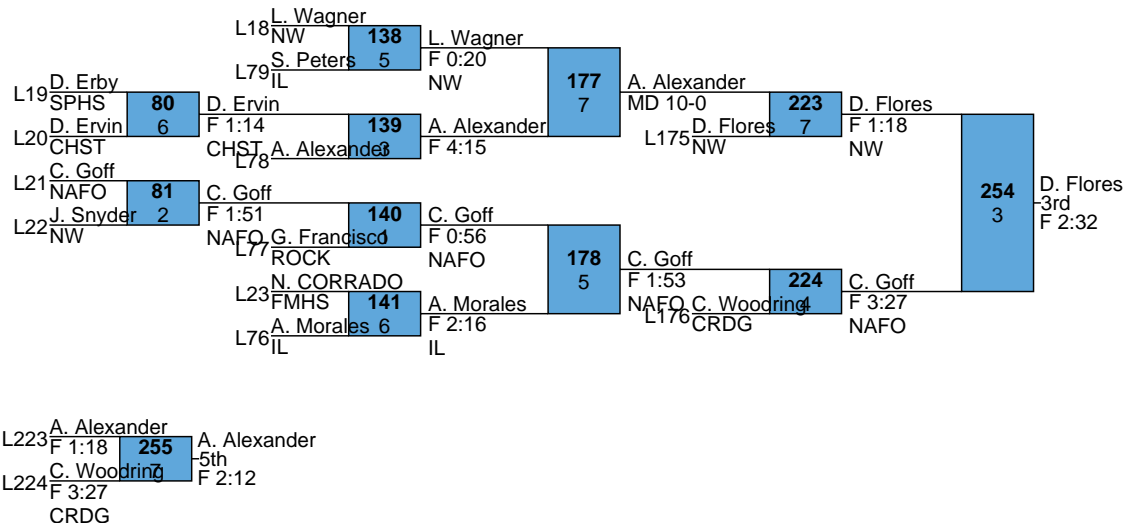 L18 L. Wagner
NW
138
5
L79 S. Peters
IL
L. Wagner
F 0:20
NW
L19 D. Erby
SPHS
80
6
L20 D. Ervin
CHST
D. Ervin
F 1:14
CHST
139
3
L78 A. Alexander
A. Alexander
F 4:15
177
7
A. Alexander
MD 10-0
L175 D. Flores
NW
223
7
D. Flores
F 1:18
NW
L21 C. Goff
NAFO
81
2
L22 J. Snyder
NW
C. Goff
F 1:51
NAFO
140
1
L77 G. Francisco
ROCK
C. Goff
F 0:56
NAFO
L23 N. CORRADO
FMHS
141
6
L76 A. Morales
IL
A. Morales
F 2:16
IL
178
5
C. Goff
F 1:53
NAFO
L176 C. Woodring
CRDG
224
4
C. Goff
F 3:27
NAFO
254
3
D. Flores
3rd
F 2:32
L223 A. Alexander
F 1:18
255
7
L224 C. Woodring
F 3:27
CRDG
A. Alexander
5th
F 2:12